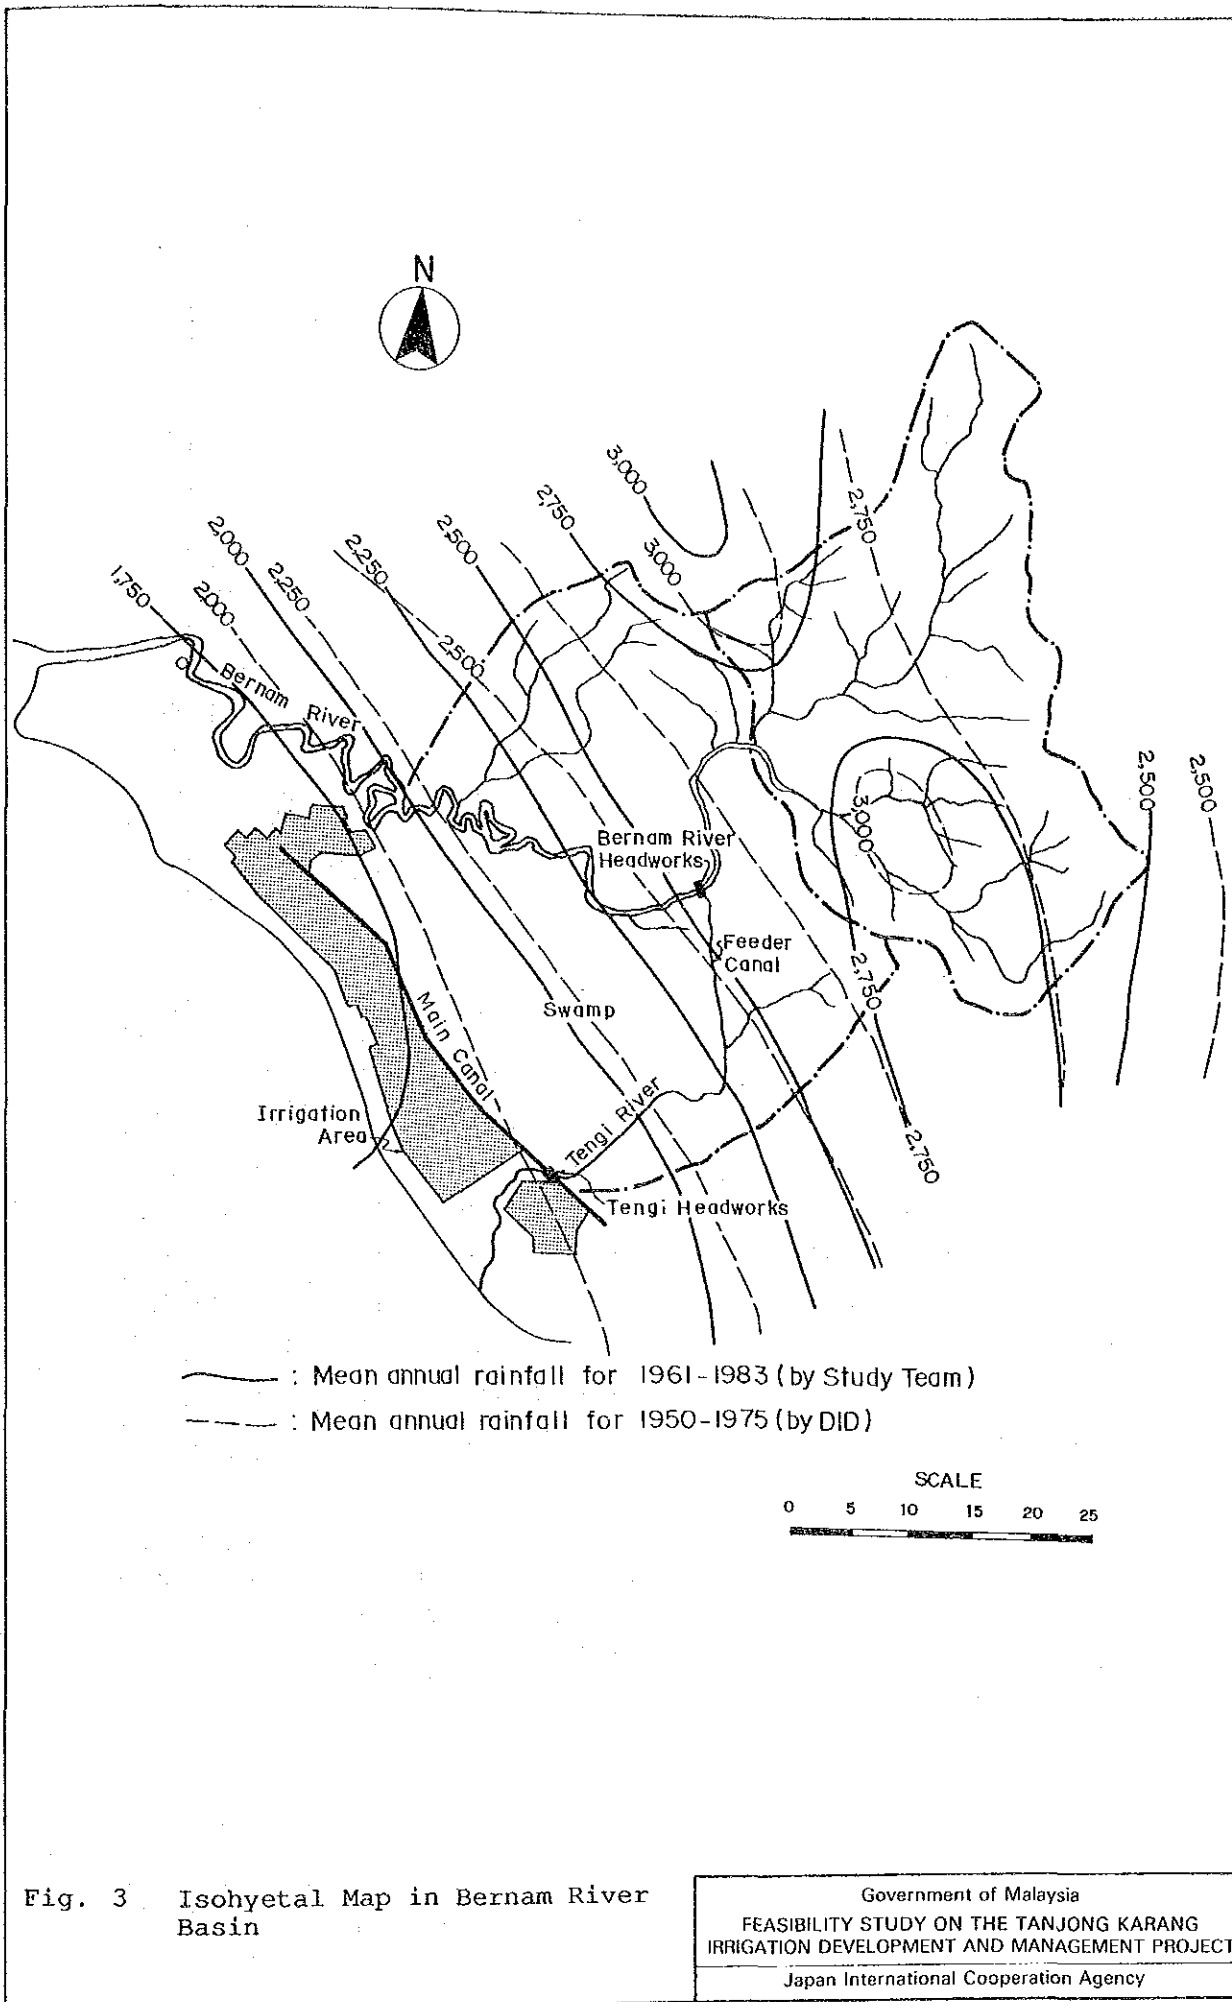 N
3,000
2,750
2,750
2,500
3,000
2,000
2,250
2,250
1,750
2,000
2,500
Bernam River
2,500
2,500
3,000
Bernam River
Headworks
Feeder
Canal
2,750
Swamp
Main Canal
Irrigation
Area
Tengi River
2,750
Tengi Headworks
: Mean annual rainfall for 1961-1983 (by Study Team)
: Mean annual rainfall for 1950-1975 (by DID)
SCALE
0 5 10 15 20 25
Fig. 3 Isohyetal Map in Bernam River
Basin
Government of Malaysia
FEASIBILITY STUDY ON THE TANJONG KARANG
IRRIGATION DEVELOPMENT AND MANAGEMENT PROJECT
Japan International Cooperation Agency